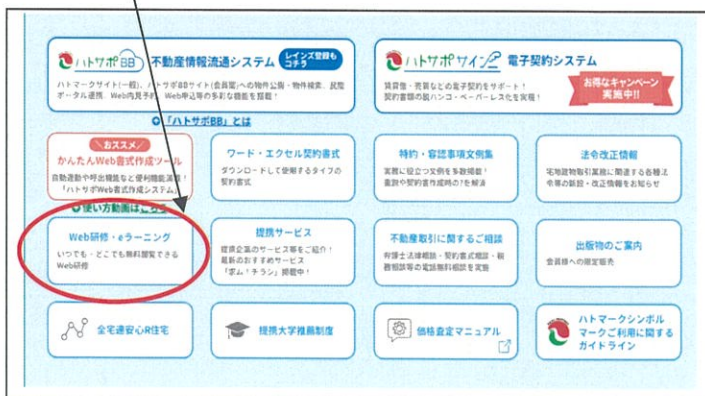 ハトサポBB 不動産情報流通システム レインズ登録も
コチラ
ハトマークサイト(一般)、ハトサポBBサイト(会員間)への物件公開・物件検索、民間
ポータル連携、Web内見予約、Web申込等の多彩な機能を搭載！
「ハトサポBB」とは
ハトサポサイン 電子契約システム
賃貸借・売買などの電子契約をサポート！
契約書類の脱ハンコ・ペーパーレス化を実現！
お得なキャンペーン
実施中!!
＼おススメ／
かんたんWeb書式作成ツール
自動連動や呼出機能など便利機能満載！
「ハトサポWeb書式作成システム」
使い方動画はこちら
ワード・エクセル契約書式
ダウンロードして使用するタイプの
契約書式
特約・容認事項文例集
実務に役立つ文例を多数掲載！
重説や契約書作成時の?を解消
法令改正情報
宅地建物取引業務に関連する各種法
令等の新設・改正情報をお知らせ
Web研修・eラーニング
いつでも・どこでも無料閲覧できる
Web研修
提携サービス
提携企業のサービス等をご紹介！
最新のおすすめサービス
「ボム！チラシ」掲載中！
不動産取引に関するご相談
弁護士法律相談・契約書式相談・税
務相談等の電話無料相談を実施
出版物のご案内
会員様への限定販売
全宅連安心R住宅
提携大学推薦制度
価格査定マニュアル
ハトマークシンボル
マークご利用に関する
ガイドライン